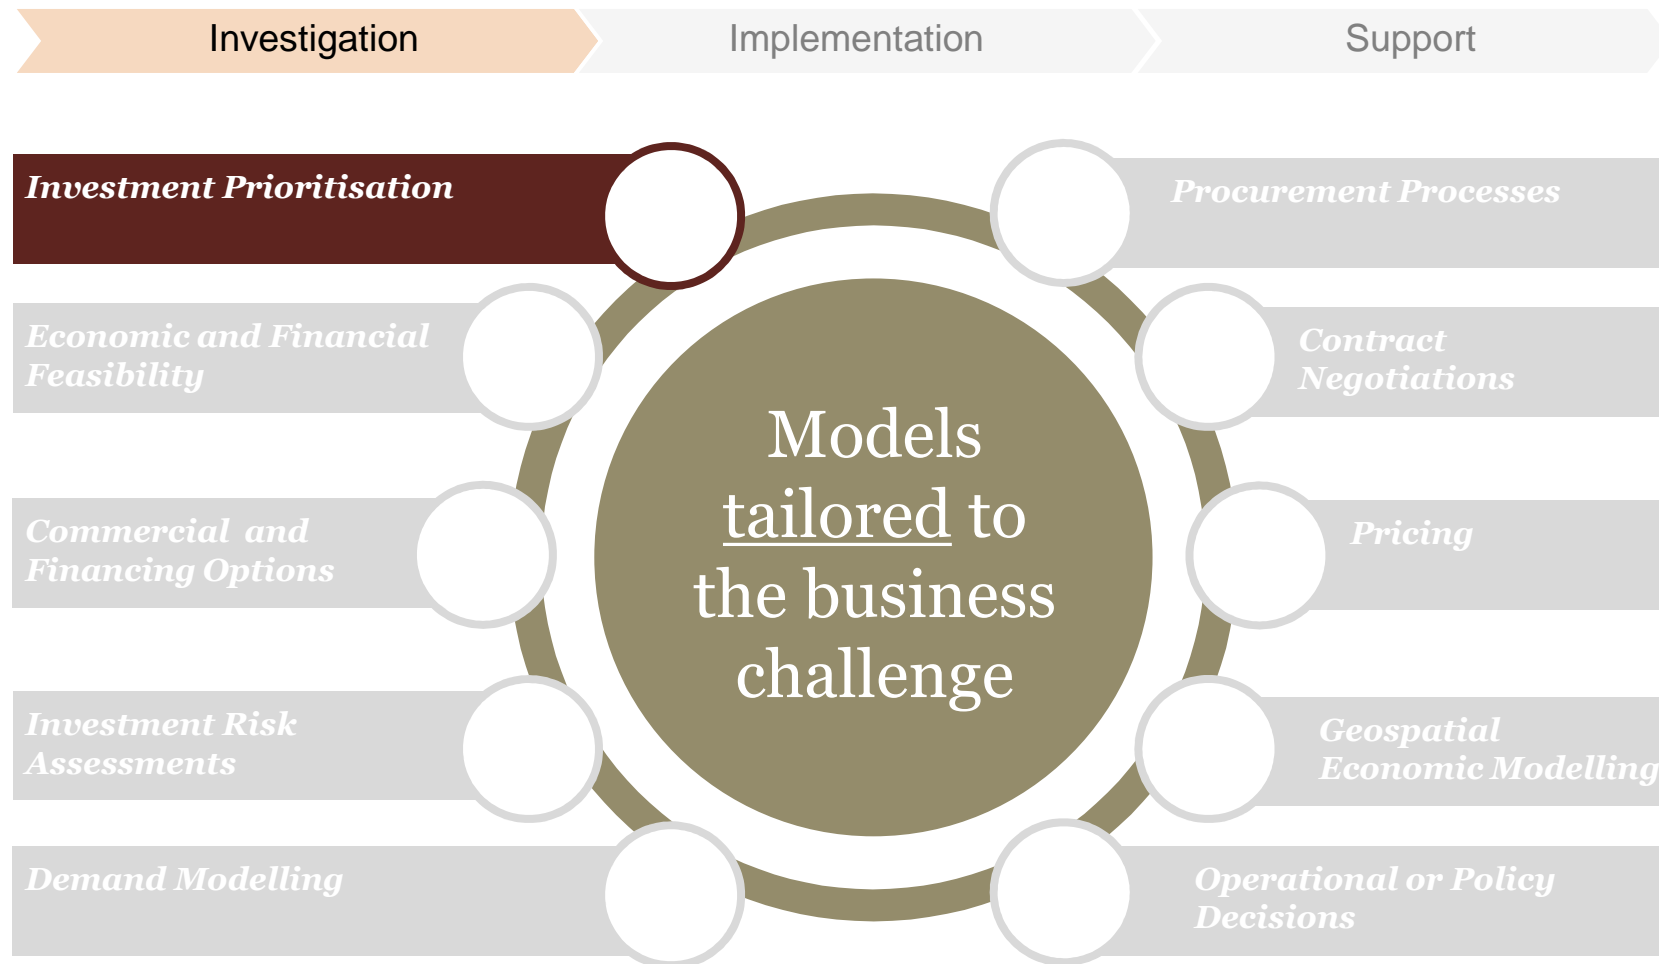 Investigation
Implementation
Support
Investment Prioritisation
Economic and Financial
Feasibility
Commercial  and
Financing Options
Investment Risk
Assessments
Demand Modelling
Models
tailored to
the business
challenge
Procurement Processes
Contract
Negotiations
Pricing
Geospatial
Economic Modelling
Operational or Policy
Decisions